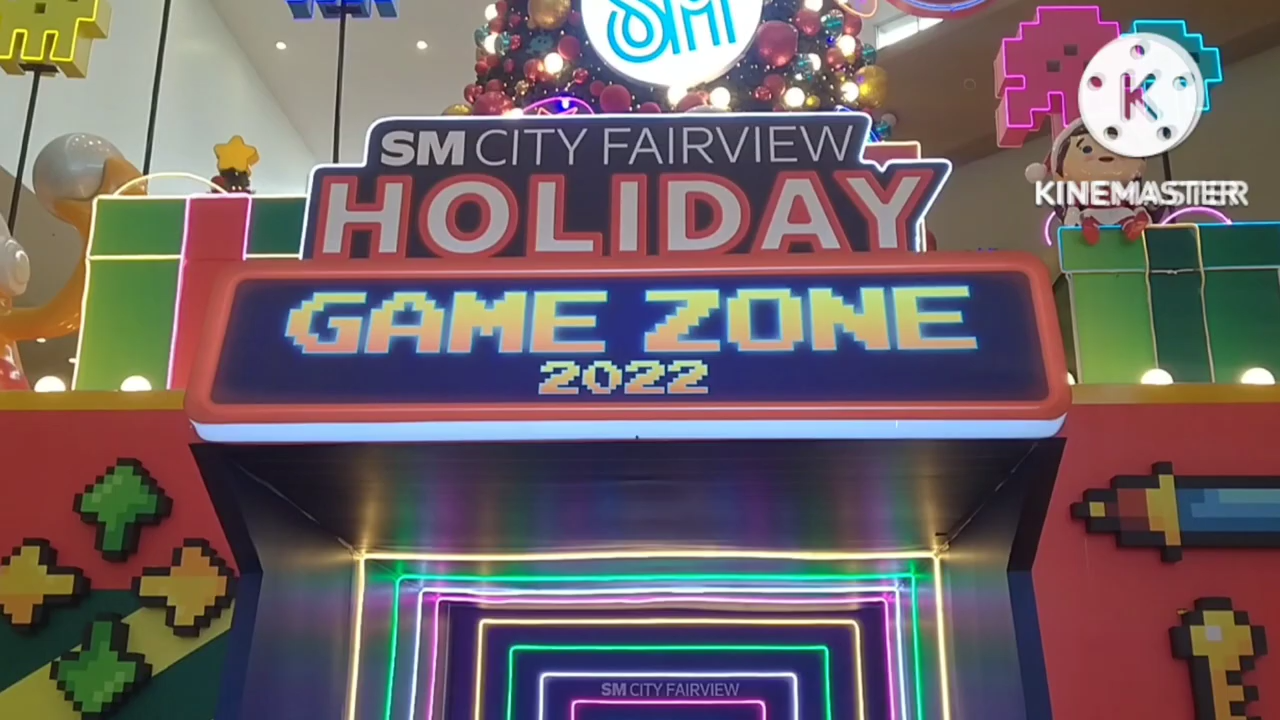 SM
SM CITY FAIRVIEW
HOLIDAY
GAME ZONE
2022
KINEMASTER
SM CITY FAIRVIEW